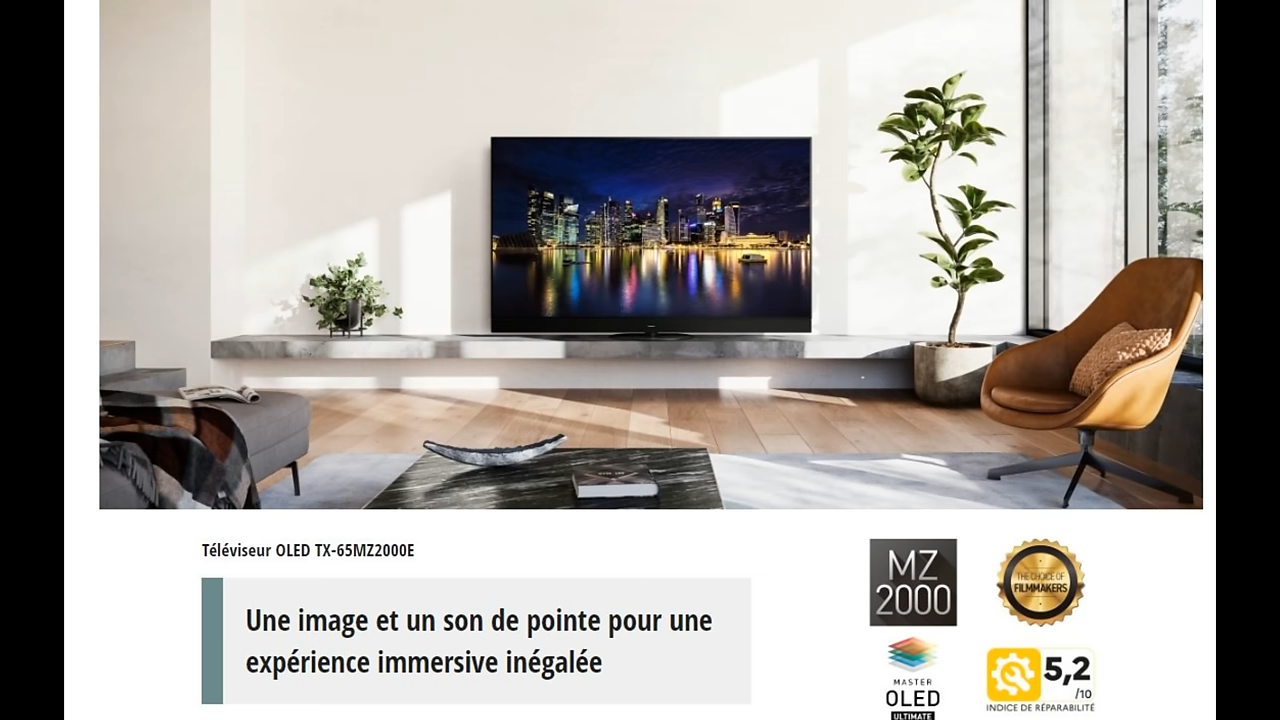 Téléviseur OLED TX-65MZ2000E
Une image et un son de pointe pour une
expérience immersive inégalée
MZ
2000
THE CHOICE OF
FILMMAKERS
MASTER
OLED
ULTIMATE
5,2
/10
INDICE DE RÉPARABILITÉ